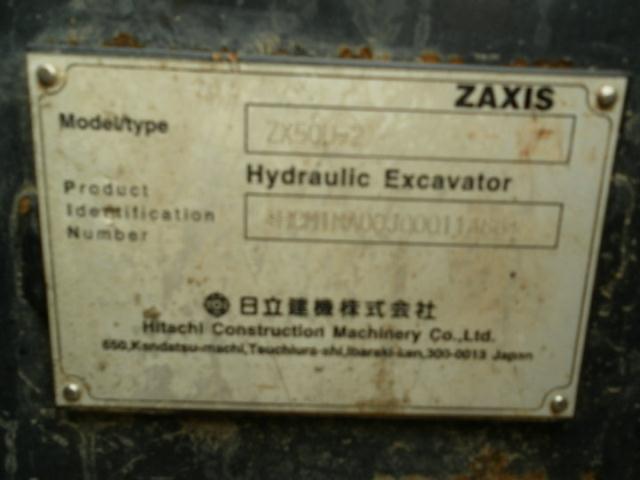 ZAXIS
Model/type
ZX50U-2
Hydraulic Excavator
Product
Identification
Number
日立建機株式会社
Hitachi Construction Machinery Co.,Ltd.
650,Kandatsu-machi,Tsuchiura-shi,Ibaraki-ken,300-0013 Japan